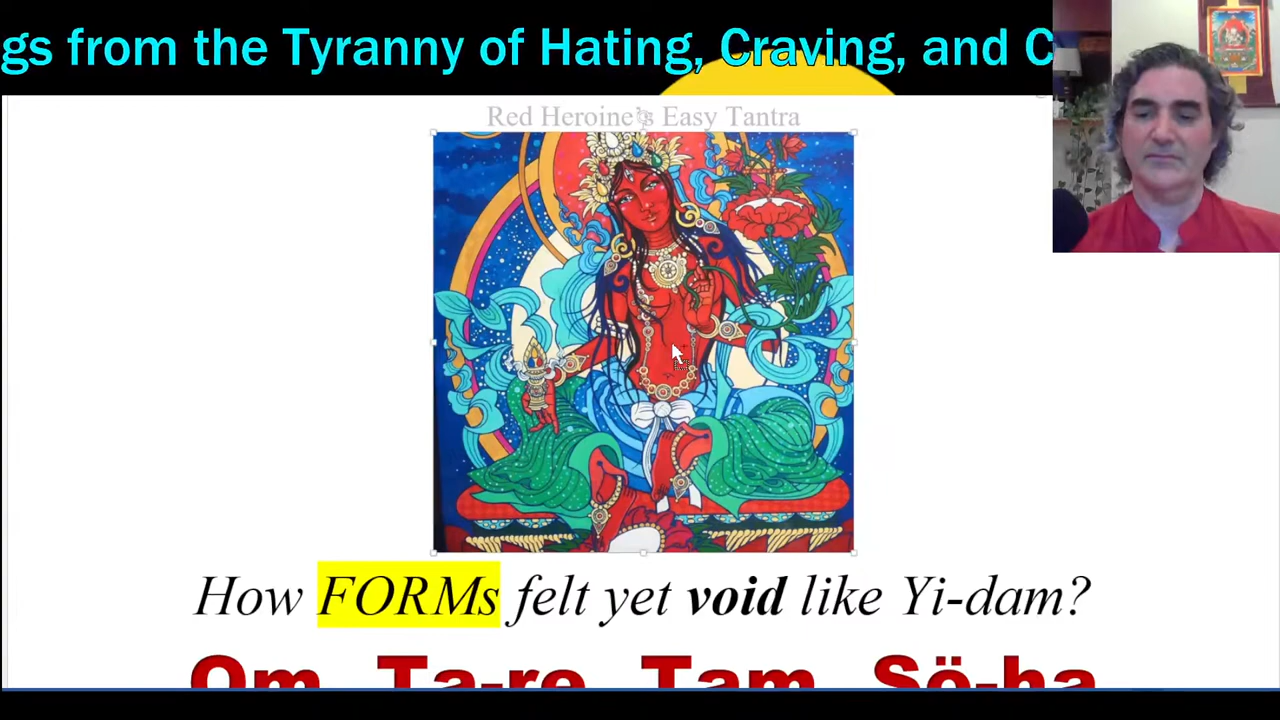 gs from the Tyranny of Hating, Craving, and C
Red Heroine's Easy Tantra
How FORMs felt yet void like Yi-dam?
Om Ta-re Tam Sö-ha